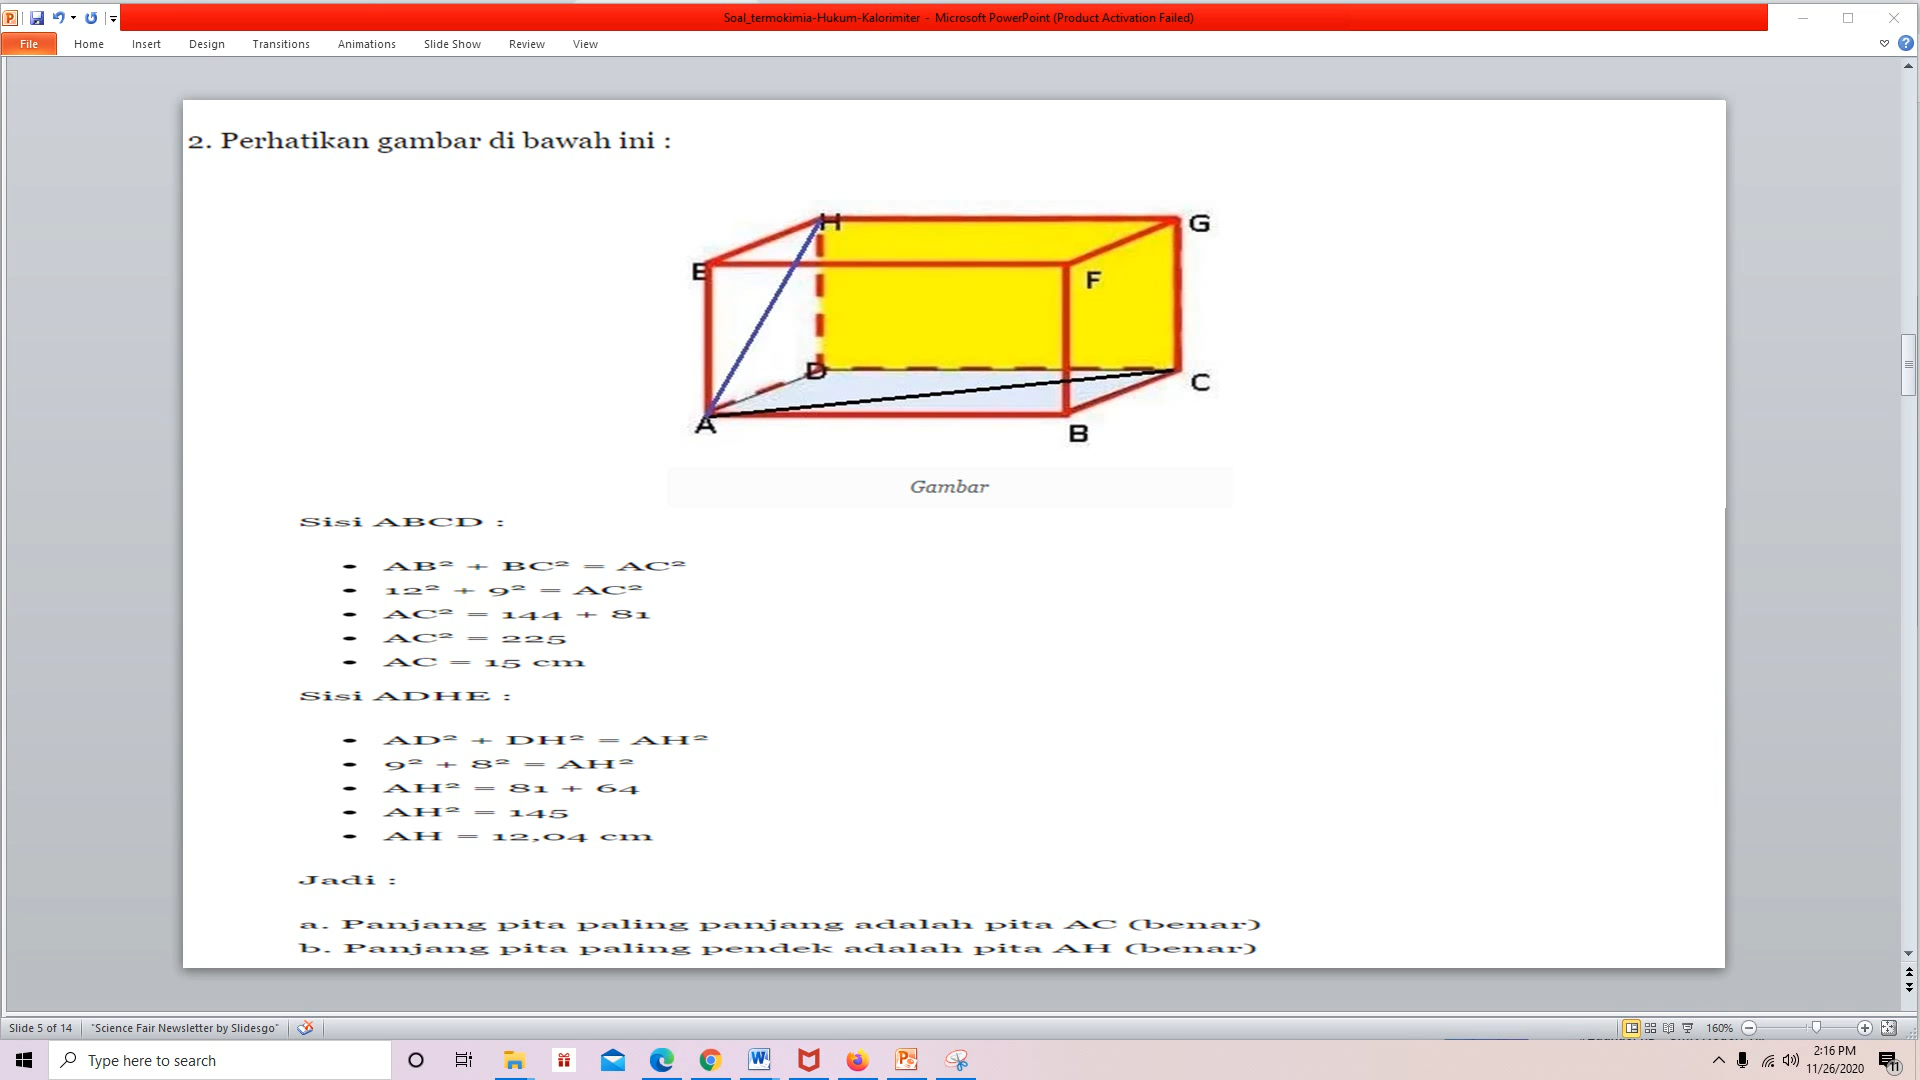 Soal_termokimia-Hukum-Kalorimiter - Microsoft PowerPoint (Product Activation Failed)
File Home Insert Design Transitions Animations Slide Show Review View
2. Perhatikan gambar di bawah ini :
H
G
E
F
D
C
A
B
Gambar
Sisi ABCD :
• AB² + BC² = AC²
• 12² + 9² = AC²
• AC² = 144 + 81
• AC² = 225
• AC = 15 cm
Sisi ADHE :
• AD² + DH² = AH²
• 9² + 8² = AH²
• AH² = 81 + 64
• AH² = 145
• AH = 12,04 cm
Jadi :
a. Panjang pita paling panjang adalah pita AC (benar)
b. Panjang pita paling pendek adalah pita AH (benar)
Slide 5 of 14 "Science Fair Newsletter by Slidesgo" 160%
Type here to search
2:16 PM
11/26/2020
11